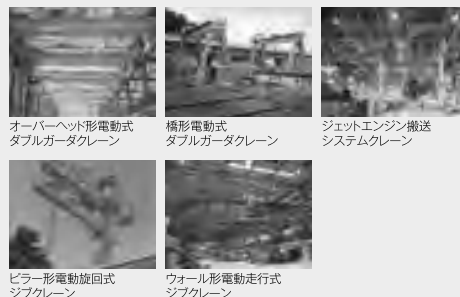 オーバーヘッド形電動式
ダブルガーダクレーン
橋形電動式
ダブルガーダクレーン
ジェットエンジン搬送
システムクレーン
ピラー形電動旋回式
ジブクレーン
ウォール形電動走行式
ジブクレーン